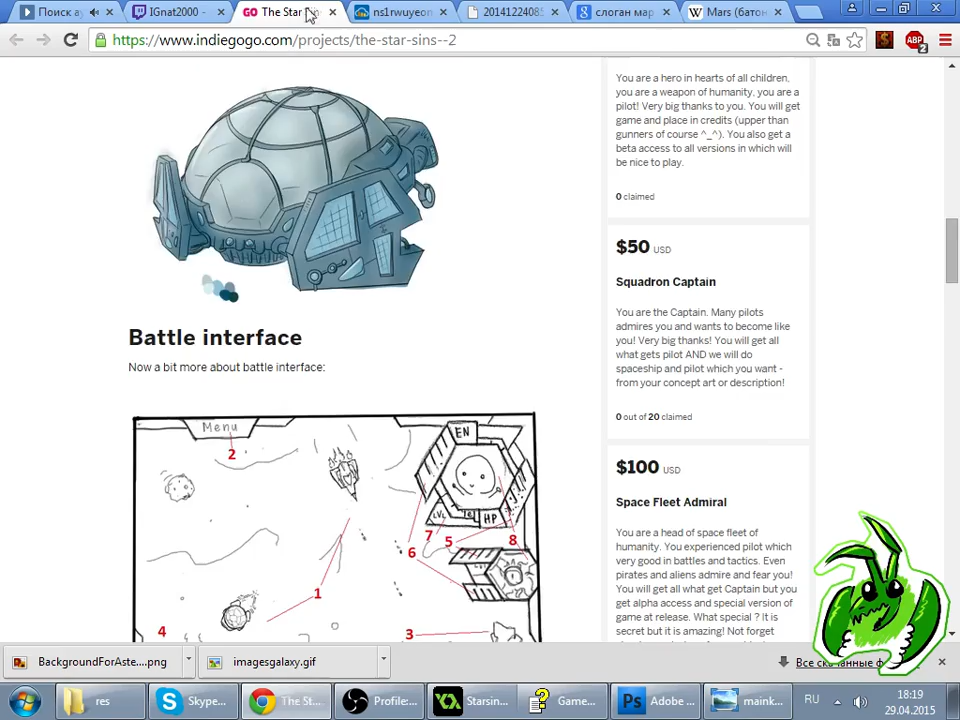 Поиск ау
IGnat2000 -
GO The Star
ns1rwuyeon
2014122408
слоган мар
W Mars (батон
https://www.indiegogo.com/projects/the-star-sins--2
ABP
2
You are a hero in hearts of all children,
you are a weapon of humanity, you are a
pilot! Very big thanks to you. You will get
game and place in credits (upper than
gunners of course ^_^). You also get a
beta access to all versions in which will
be nice to play.
0 claimed
$50 USD
Squadron Captain
You are the Captain. Many pilots
admires you and wants to become like
you! Very big thanks! You will get all
what gets pilot AND we will do
spaceship and pilot which you want -
from your concept art or description!
0 out of 20 claimed
$100 USD
Space Fleet Admiral
You are a head of space fleet of
humanity. You experienced pilot which
very good in battles and tactics. Even
pirates and aliens admire and fear you!
You will get all what get Captain but you
get alpha access and special version of
game at release. What special ? It is
secret but it is amazing! Not forget
Battle interface
Now a bit more about battle interface:
Menu
2
EN
LVL
HP
7
5
8
6
1
4
3
BackgroundForAste....png
imagesgalaxy.gif
Все скачанные ф
res
Skype...
The St...
Profile:...
Starsin...
Game...
Ps Adobe ...
maink...
RU
18:19
29.04.2015